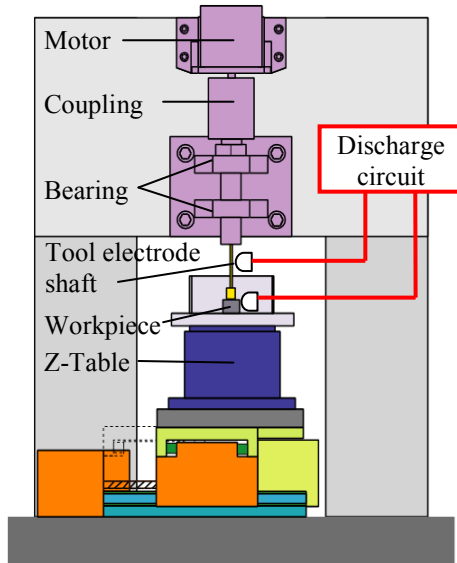 Motor
Coupling
Discharge
circuit
Bearing
Tool electrode
shaft
Workpiece
Z-Table